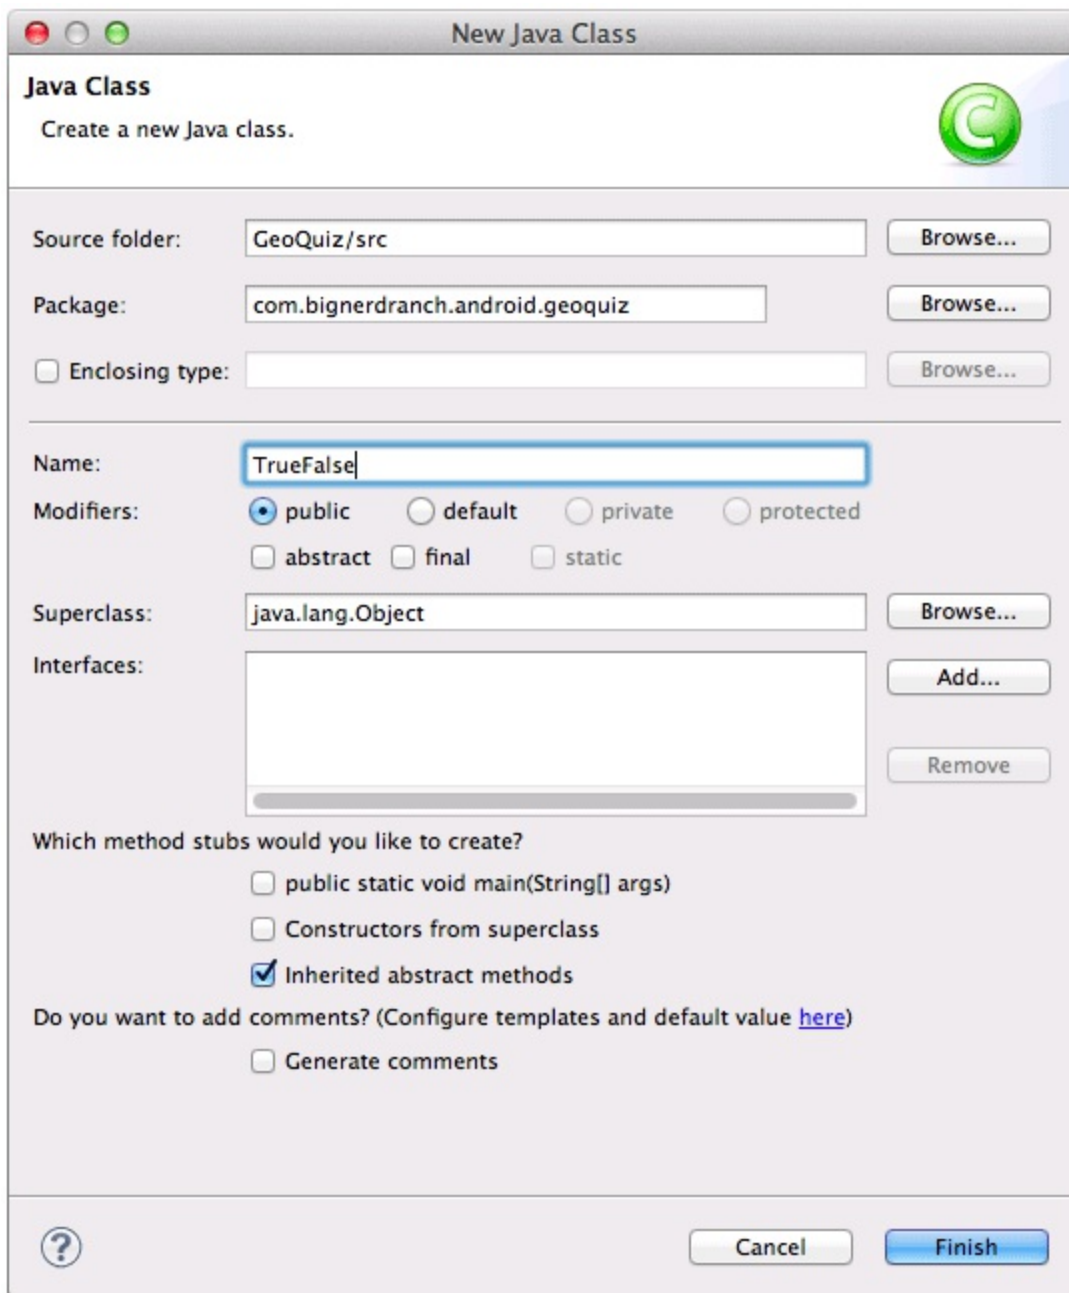 New Java Class
Java Class
Create a new Java class.
C
Source folder: GeoQuiz/src Browse...
Package: com.bignerdranch.android.geoquiz Browse...
Enclosing type: Browse...
Name: TrueFalse
Modifiers: public default private protected
abstract final static
Superclass: java.lang.Object Browse...
Interfaces: Add...
Remove
Which method stubs would you like to create?
public static void main(String[] args)
Constructors from superclass
Inherited abstract methods
Do you want to add comments? (Configure templates and default value here)
Generate comments
? Cancel Finish